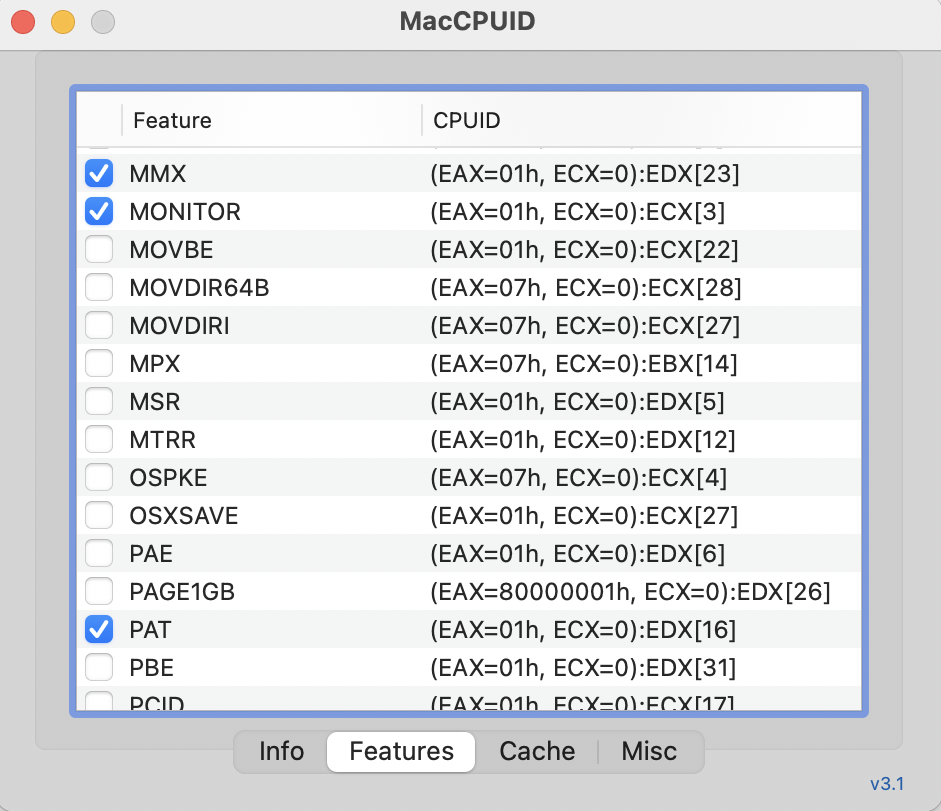 MacCPUID
Feature CPUID
MMX (EAX=01h, ECX=0):EDX[23]
MONITOR (EAX=01h, ECX=0):ECX[3]
MOVBE (EAX=01h, ECX=0):ECX[22]
MOVDIR64B (EAX=07h, ECX=0):ECX[28]
MOVDIRI (EAX=07h, ECX=0):ECX[27]
MPX (EAX=07h, ECX=0):EBX[14]
MSR (EAX=01h, ECX=0):EDX[5]
MTRR (EAX=01h, ECX=0):EDX[12]
OSPKE (EAX=07h, ECX=0):ECX[4]
OSXSAVE (EAX=01h, ECX=0):ECX[27]
PAE (EAX=01h, ECX=0):EDX[6]
PAGE1GB (EAX=80000001h, ECX=0):EDX[26]
PAT (EAX=01h, ECX=0):EDX[16]
PBE (EAX=01h, ECX=0):EDX[31]
PCID (EAX=01h, ECX=0):ECX[17]
Info Features Cache Misc
v3.1